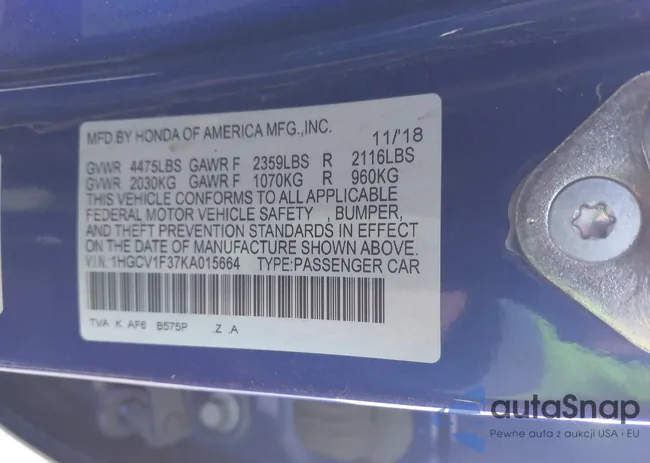 MFD.BY HONDA OF AMERICA MFG.,INC. 11/'18
GVWR 4475LBS GAWR F 2359LBS R 2116LBS
GVWR 2030KG GAWR F 1070KG R 960KG
THIS VEHICLE CONFORMS TO ALL APPLICABLE
FEDERAL MOTOR VEHICLE SAFETY , BUMPER,
AND THEFT PREVENTION STANDARDS IN EFFECT
ON THE DATE OF MANUFACTURE SHOWN ABOVE.
V.I.N.:1HGCV1F37KA015664 TYPE:PASSENGER CAR
TVA K AF6 B575P .Z .A
autaSnap
Pewne auta z aukcji USA i EU